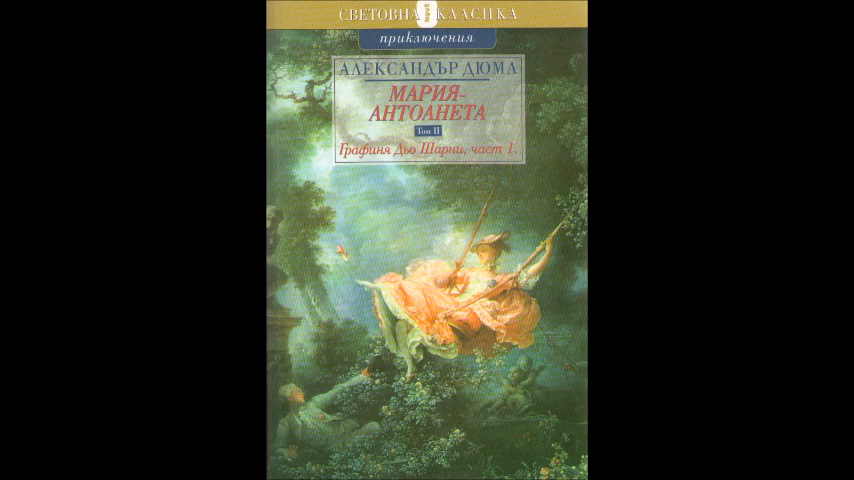 СВЕТОВНА КЛАСИКА
приключения
АЛЕКСАНДЪР ДЮМА
МАРИЯ-
АНТОАНЕТА
Том II
Графиня Дьо Шарни, част 1.